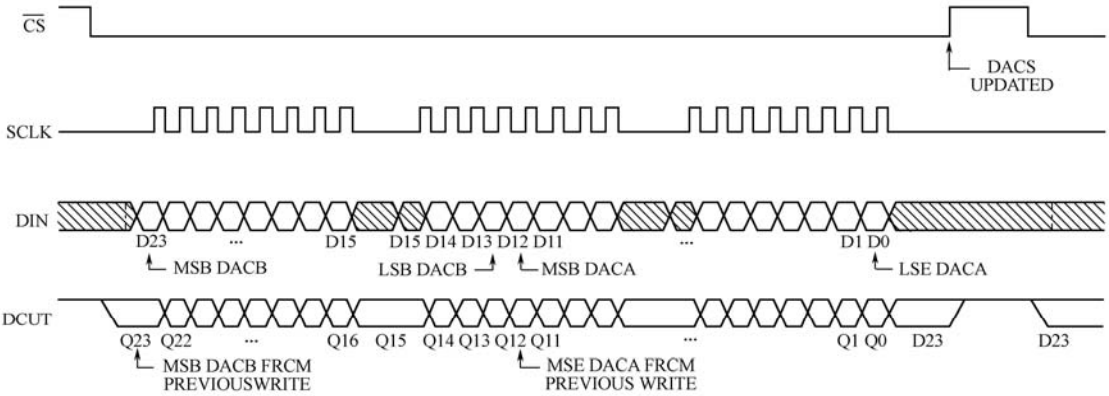 CS
DACS
UPDATED
SCLK
DIN
D23 ... D15 D15 D14 D13 D12 D11 ... D1 D0
MSB DACB LSB DACB MSB DACA LSE DACA
DCUT
Q23 Q22 ... Q16 Q15 Q14 Q13 Q12 Q11 ... Q1 Q0 D23 D23
MSB DACB FRCM
PREVIOUSWRITE
MSE DACA FRCM
PREVIOUS WRITE